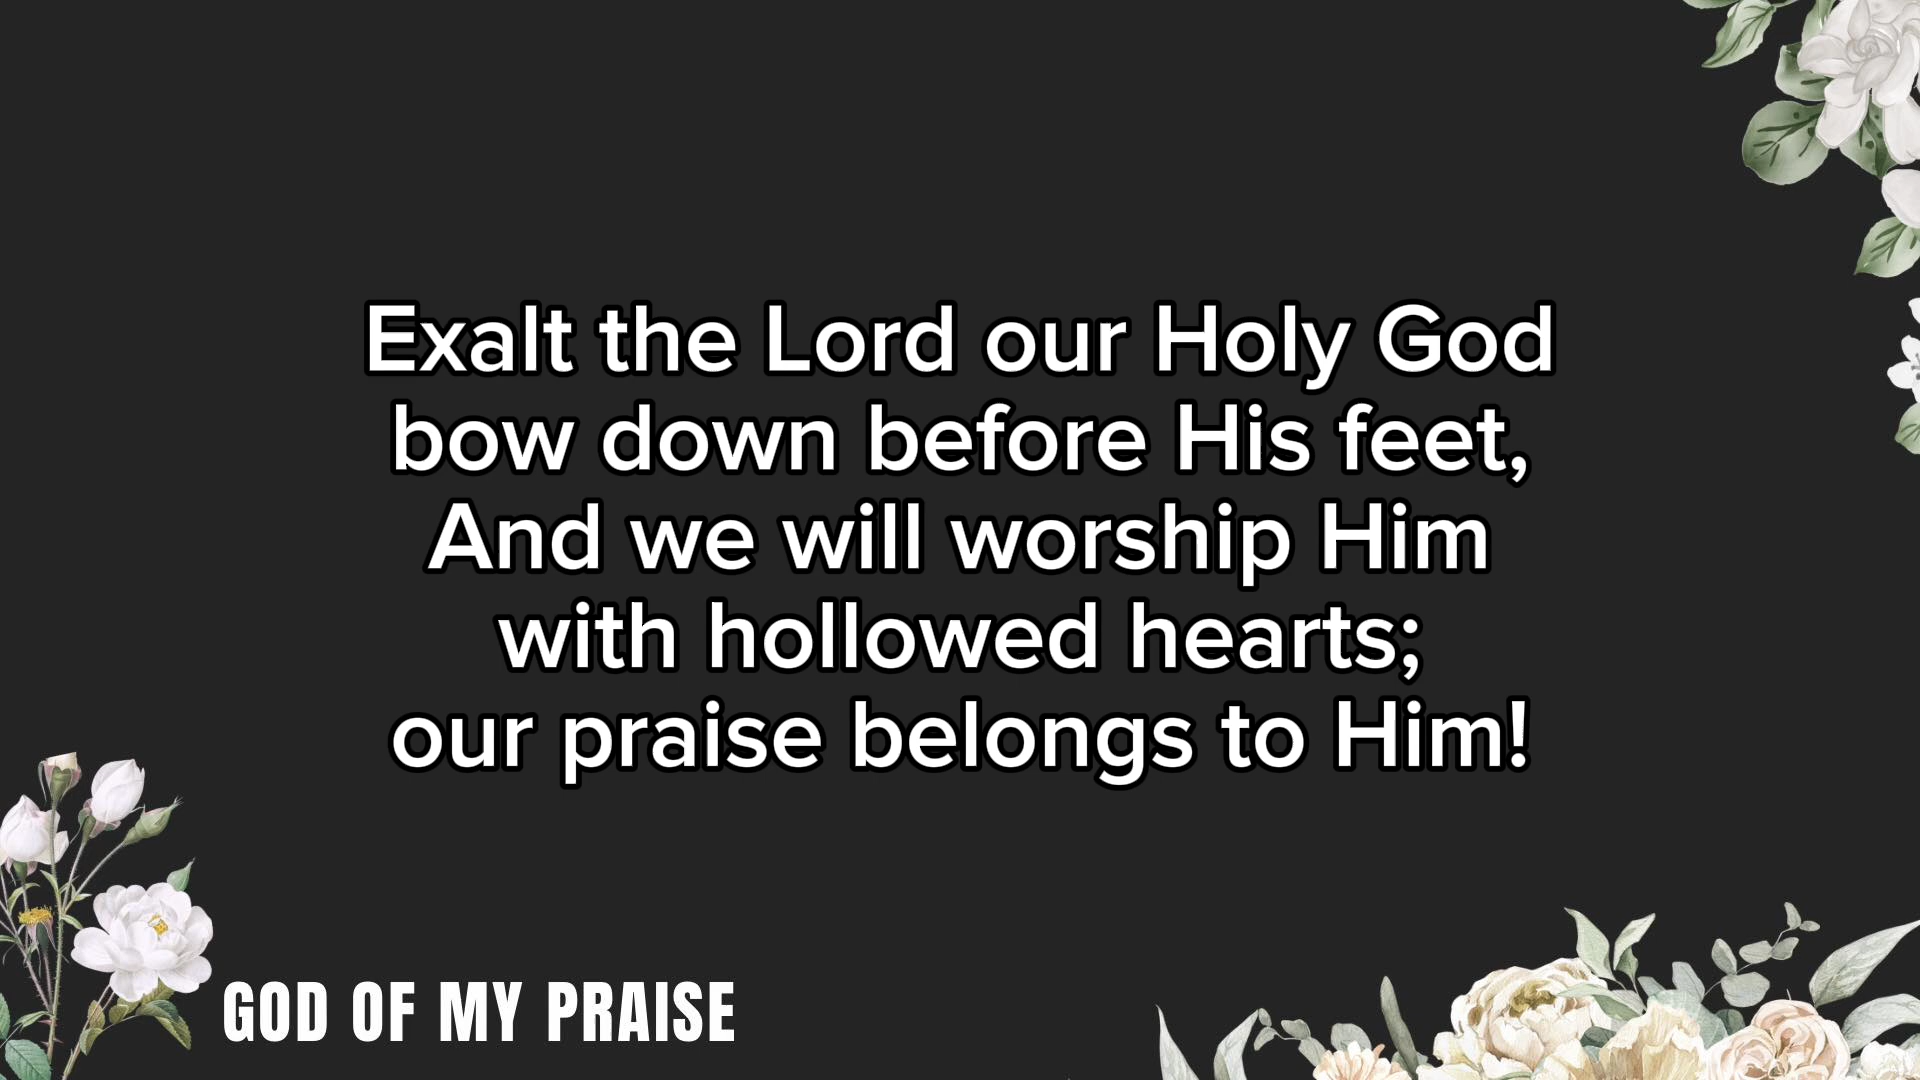 Exalt the Lord our Holy God
bow down before His feet,
And we will worship Him
with hollowed hearts;
our praise belongs to Him!
GOD OF MY PRAISE